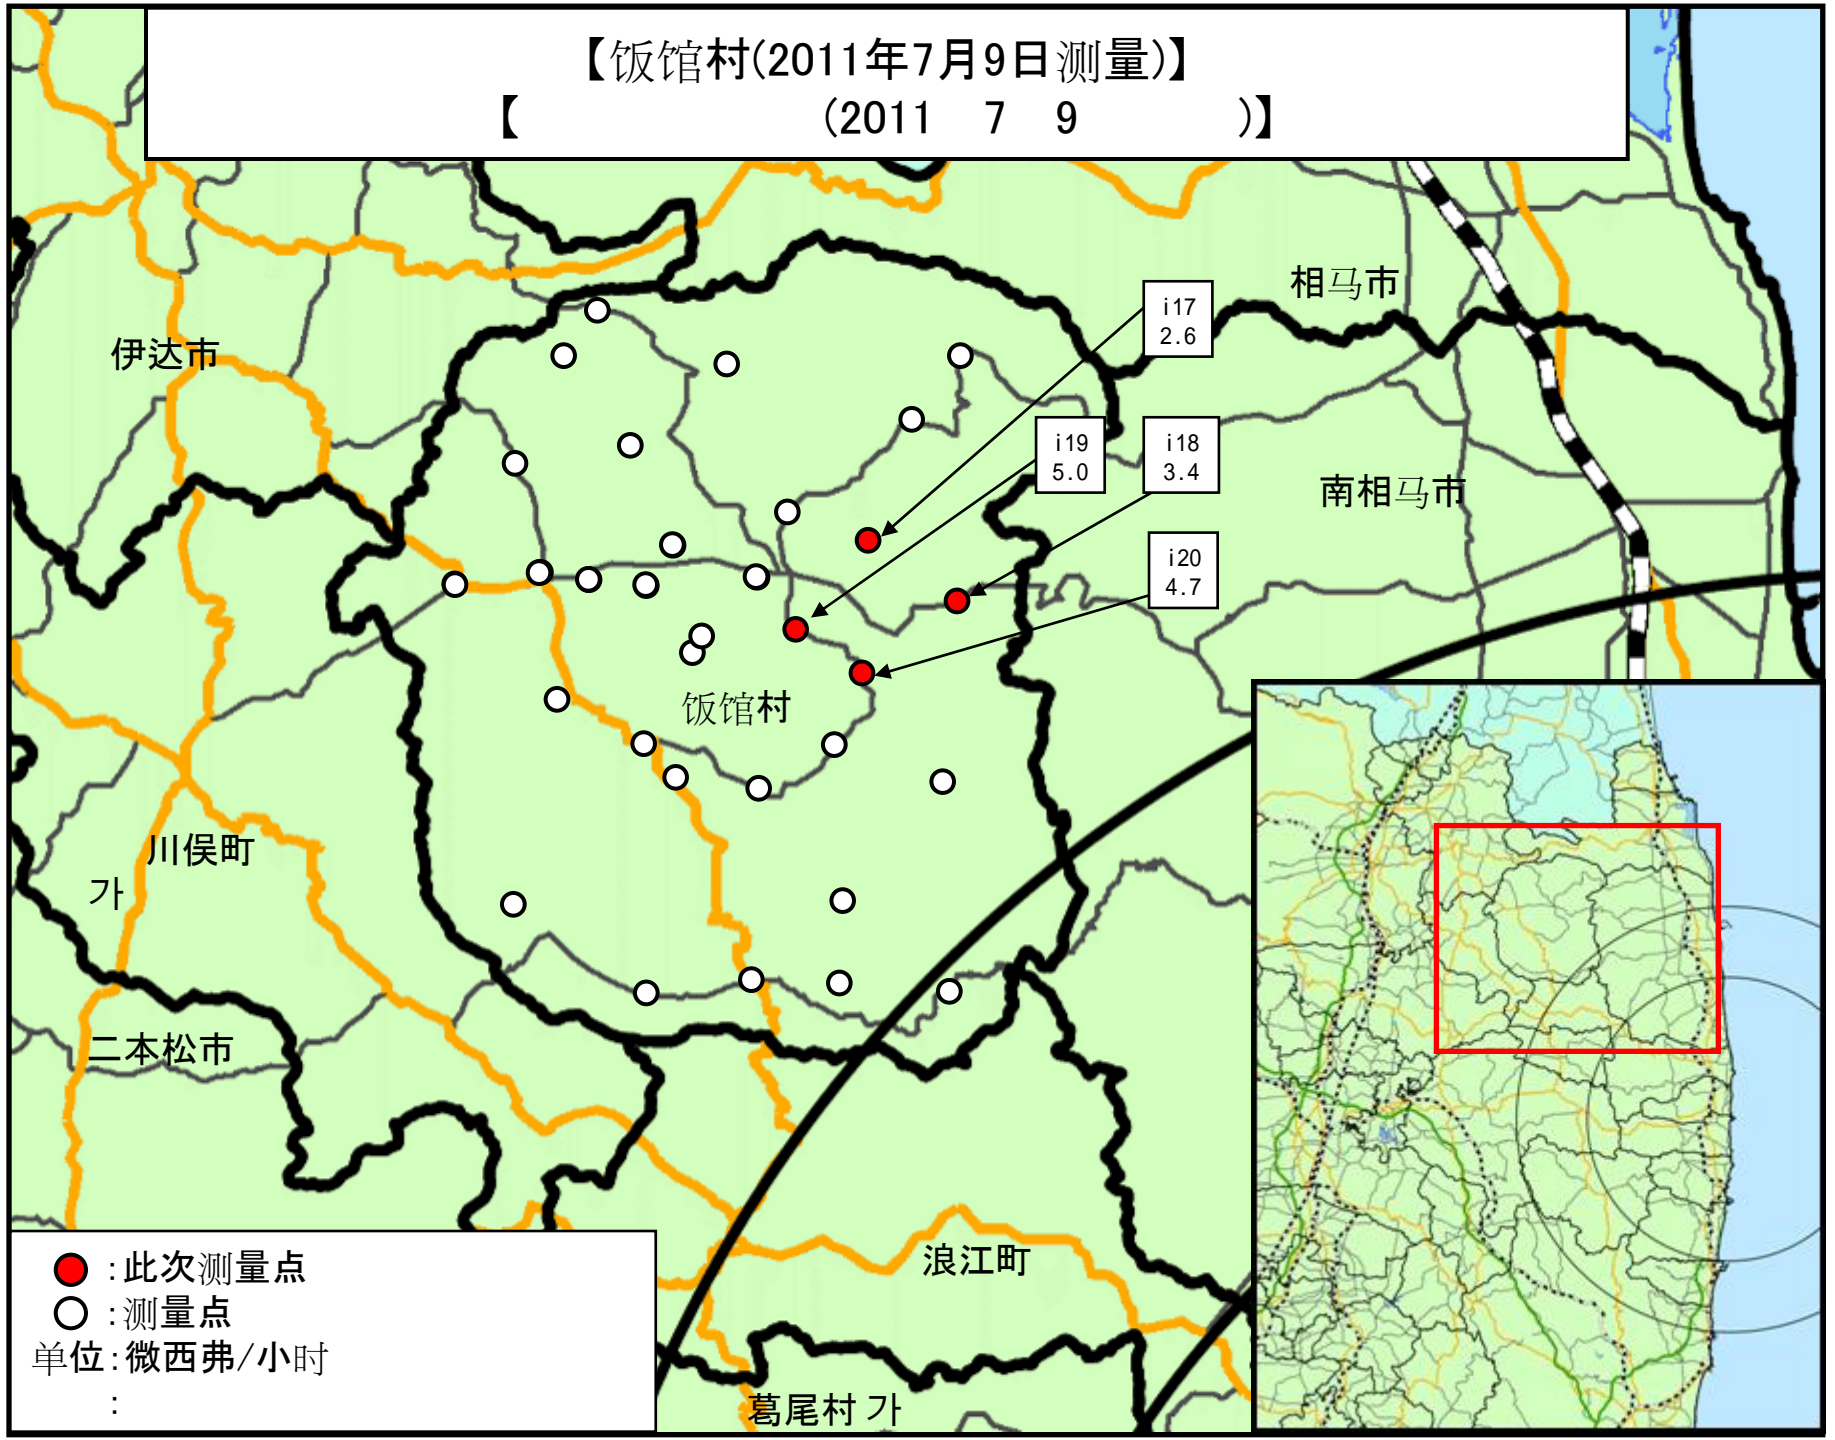 【饭馆村(2011年7月9日测量)】
【 (2011 7 9 )】
相马市
i17
2.6
伊达市
i19
5.0
i18
3.4
南相马市
i20
4.7
饭馆村
川俣町
가
二本松市
浪江町
:此次测量点
:测量点
单位:微西弗/小时
:
葛尾村 가